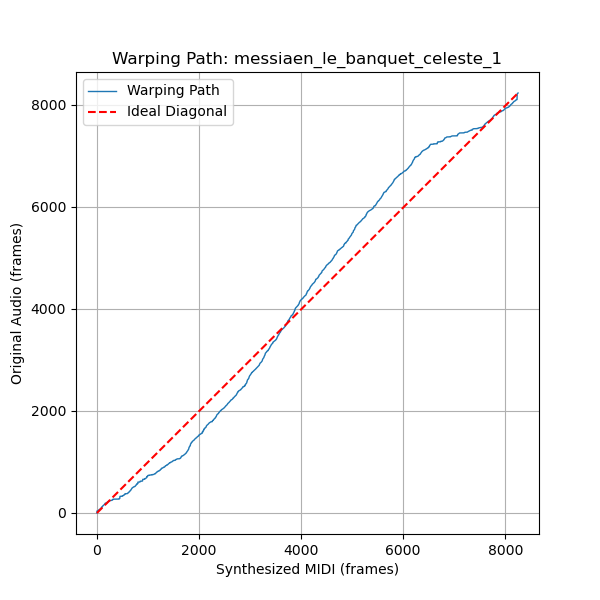 Warping Path: messiaen_le_banquet_celeste_1
Warping Path
Ideal Diagonal
8000
6000
4000
2000
0
Original Audio (frames)
0 2000 4000 6000 8000
Synthesized MIDI (frames)